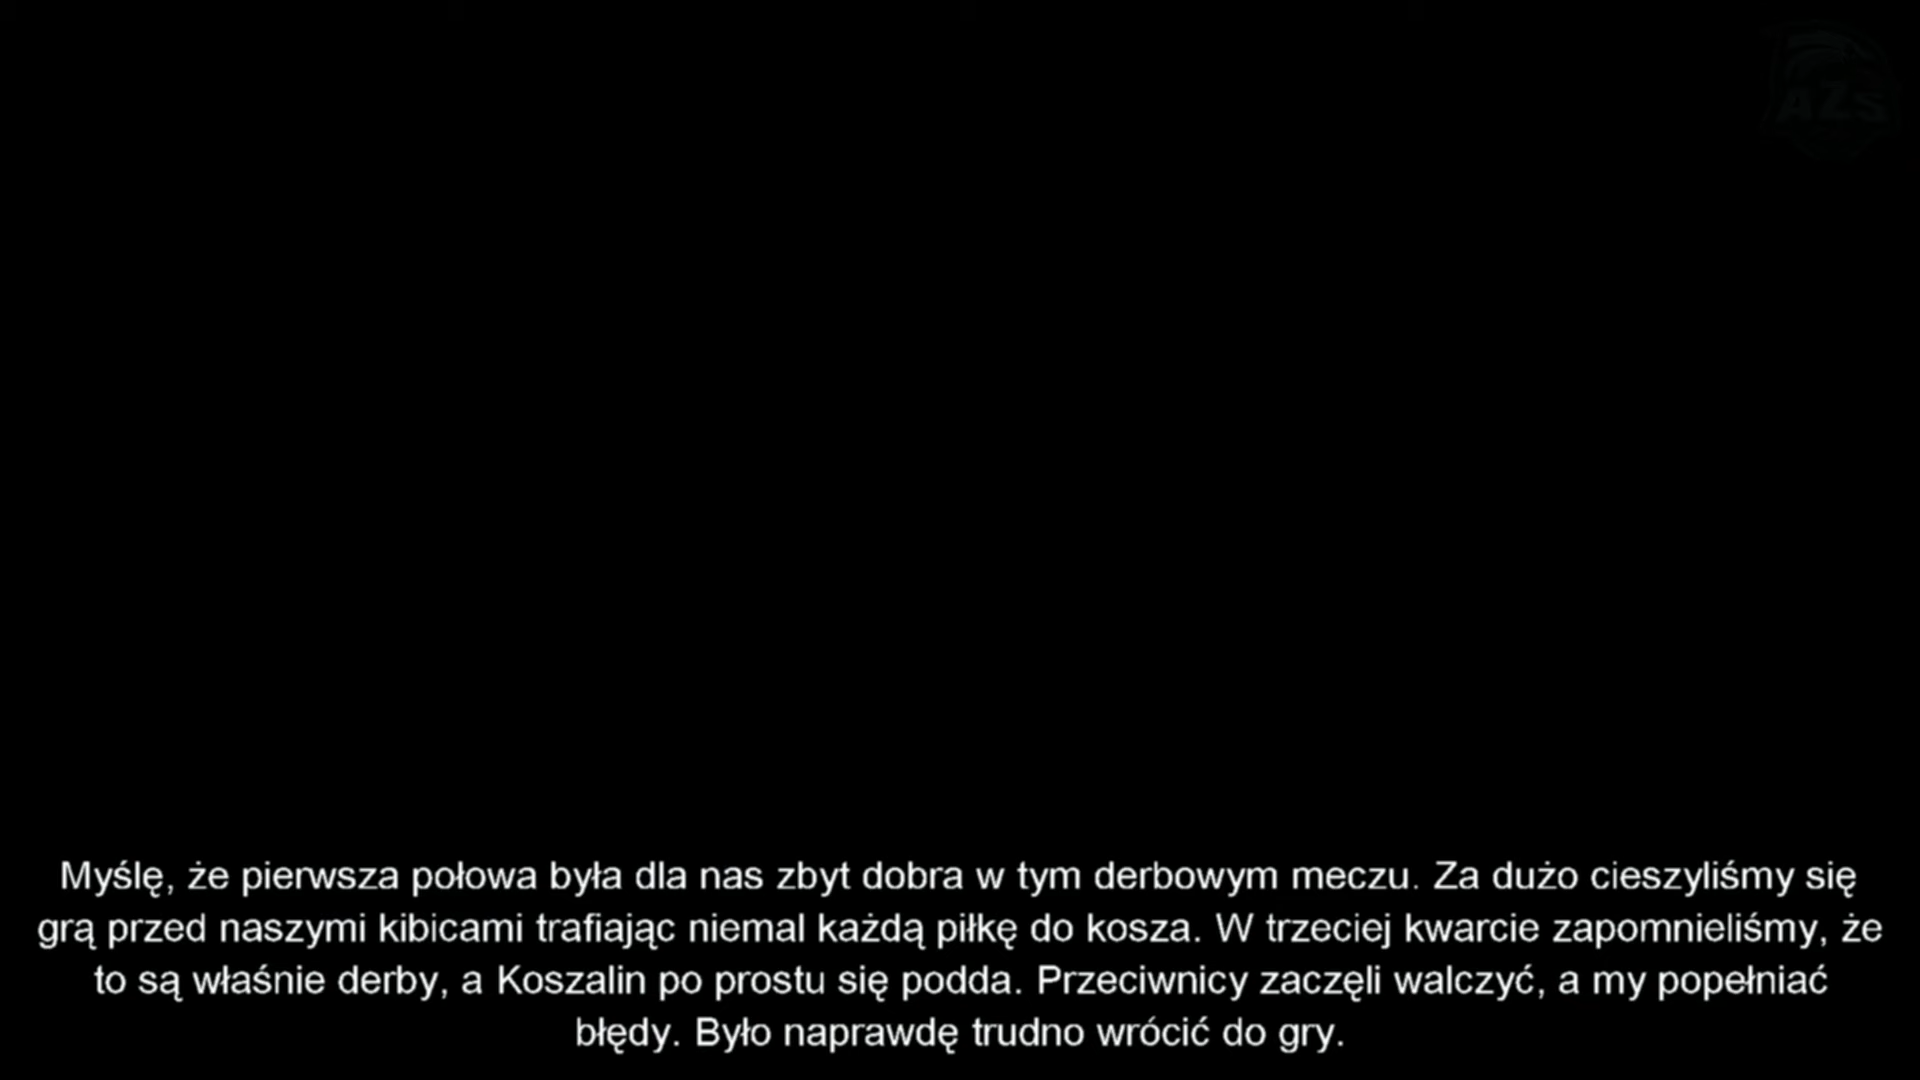 AZS
Myślę, że pierwsza połowa była dla nas zbyt dobra w tym derbowym meczu. Za dużo cieszyliśmy się
grą przed naszymi kibicami trafiając niemal każdą piłkę do kosza. W trzeciej kwarcie zapomnieliśmy, że
to są właśnie derby, a Koszalin po prostu się podda. Przeciwnicy zaczęli walczyć, a my popełniać
błędy. Było naprawdę trudno wrócić do gry.